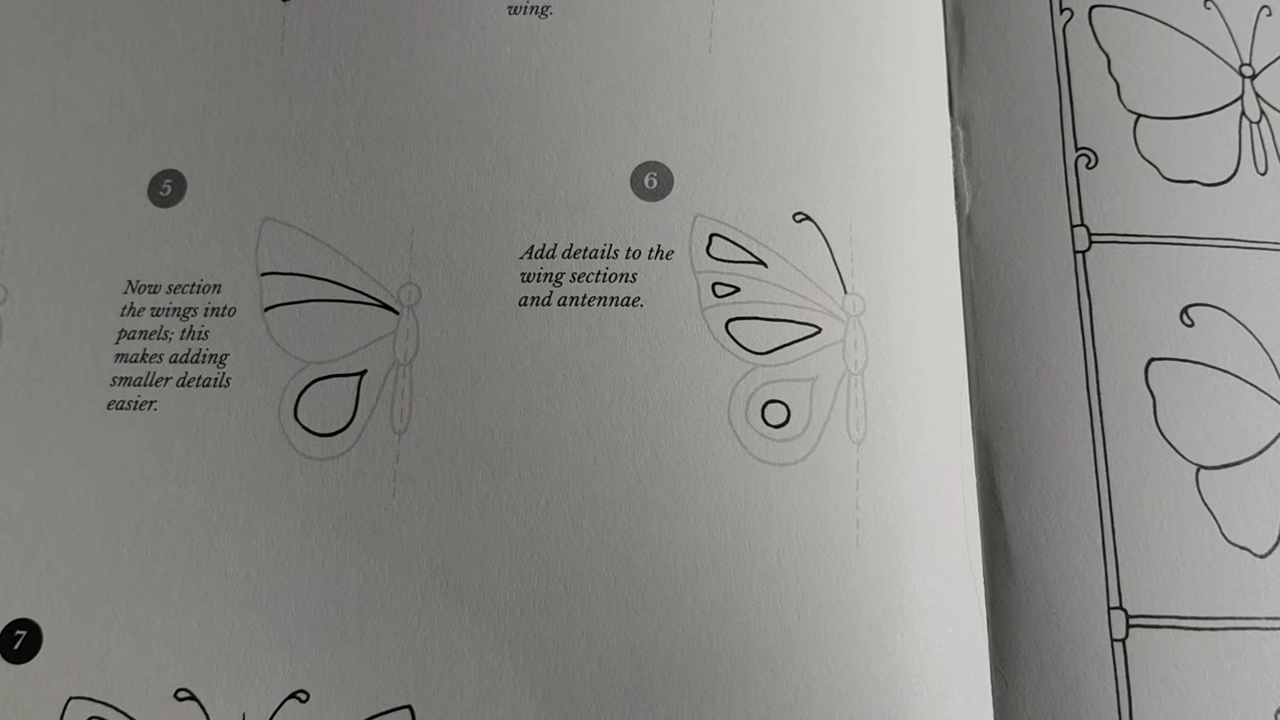 wing.
5
Now section
the wings into
panels; this
makes adding
smaller details
easier.
6
Add details to the
wing sections
and antennae.
7